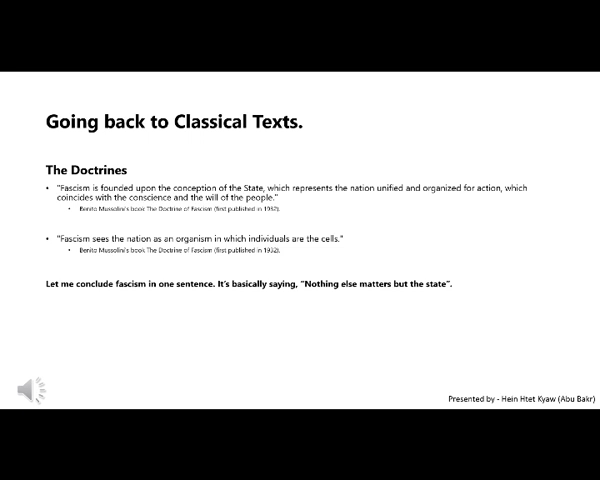 Going back to Classical Texts.
The Doctrines
• "Fascism is founded upon the conception of the State, which represents the nation unified and organized for action, which
coincides with the conscience and the will of the people."
• Benito Mussolini's book The Doctrine of Fascism (first published in 1932).
• "Fascism sees the nation as an organism in which individuals are the cells."
• Benito Mussolini's book The Doctrine of Fascism (first published in 1932).
Let me conclude fascism in one sentence. It's basically saying, "Nothing else matters but the state".
Presented by - Hein Htet Kyaw (Abu Bakr)